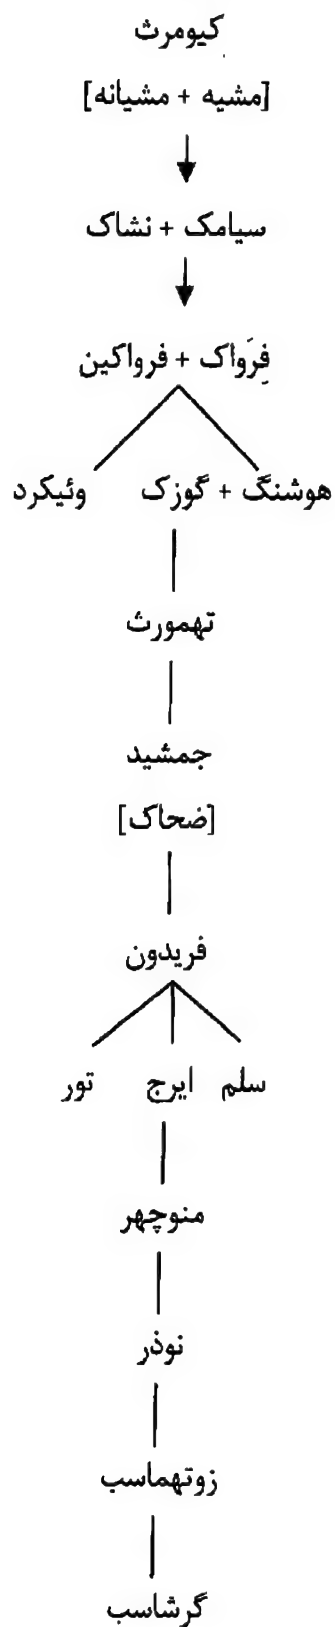 کیومرث
[مشیه + مشیانه]
سیامک + نشاک
فِرَواک + فرواکین
هوشنگ + گوزک وئیکرد
تهمورث
جمشید
[ضحاک]
فریدون
سلم ایرج تور
منوچهر
نوذر
زوتهماسب
گرشاسب